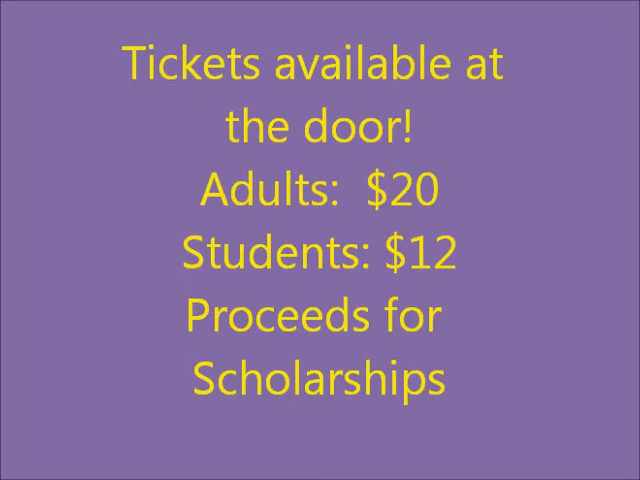 Tickets available at
the door!
Adults:  $20
Students: $12
Proceeds for
Scholarships